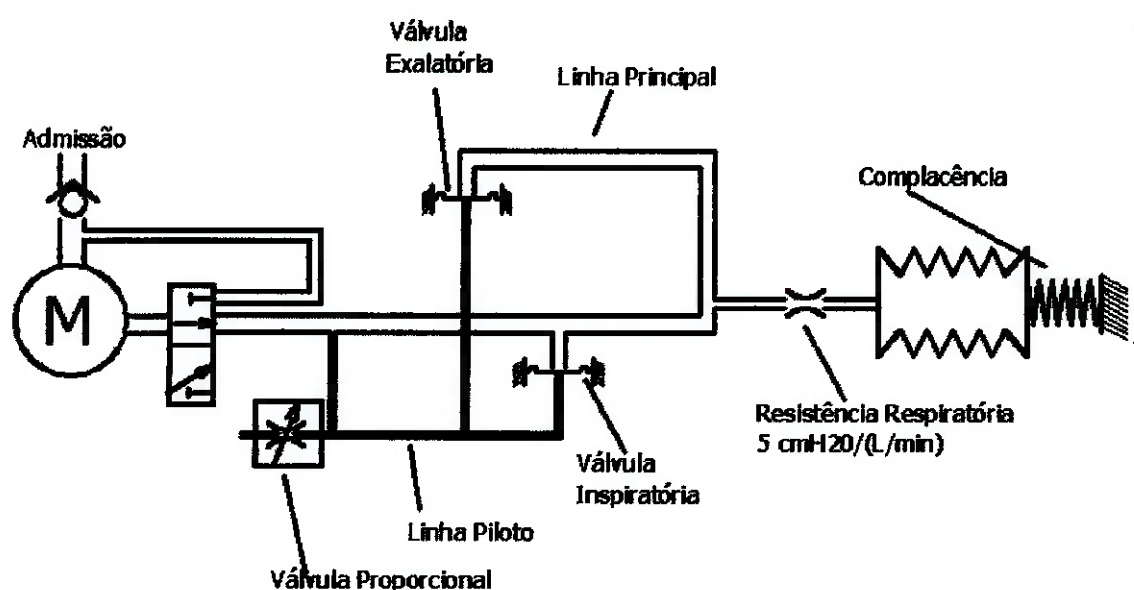 Válvula
Exalatória
Linha Principal
Admissão
Complacência
M
Resistência Respiratória
5 cmH20/(L/min)
Válvula
Inspiratória
Linha Piloto
Válvula Proporcional